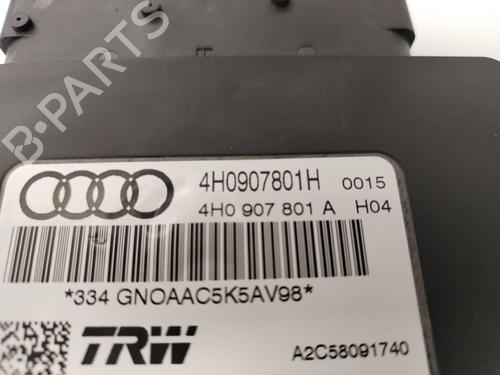 B-PARTS
4H0907801H 0015
4H0 907 801 A H04
*334 GNOAAC5K5AV98*
TRW A2C58091740